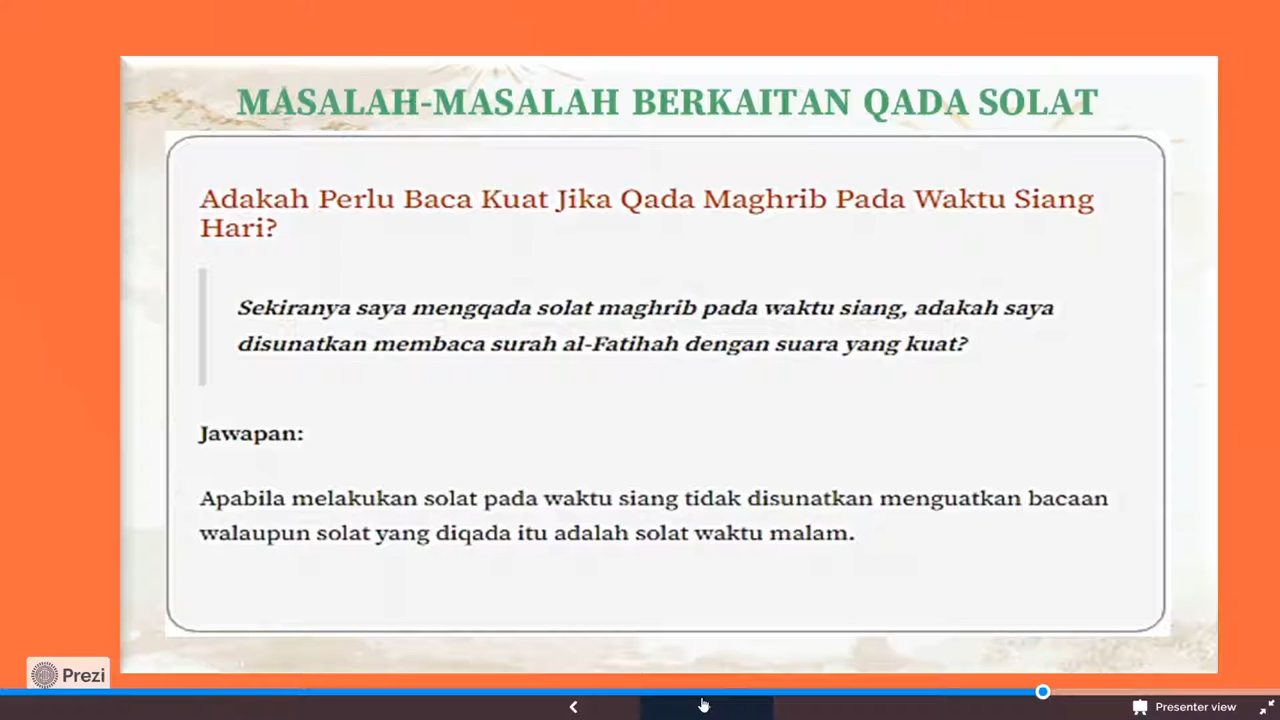 MASALAH-MASALAH BERKAITAN QADA SOLAT
Adakah Perlu Baca Kuat Jika Qada Maghrib Pada Waktu Siang
Hari?
Sekiranya saya mengqada solat maghrib pada waktu siang, adakah saya
disunatkan membaca surah al-Fatihah dengan suara yang kuat?
Jawapan:
Apabila melakukan solat pada waktu siang tidak disunatkan menguatkan bacaan
walaupun solat yang diqada itu adalah solat waktu malam.
Prezi
Presenter view